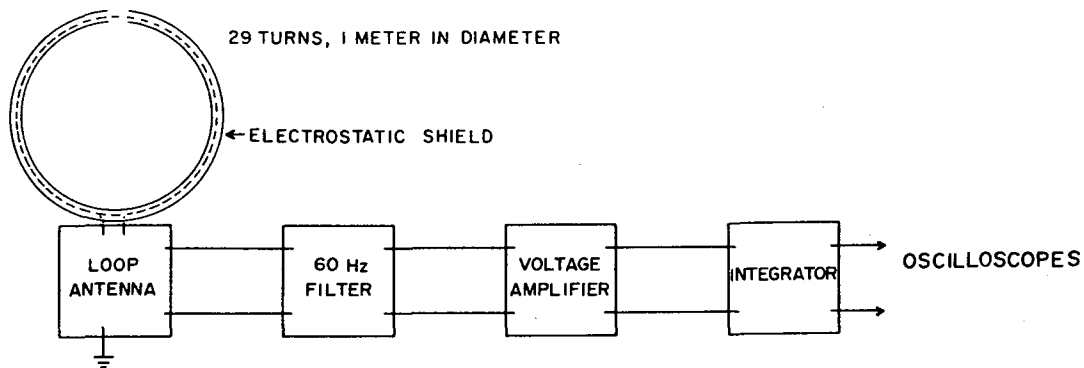 29 TURNS, 1 METER IN DIAMETER
ELECTROSTATIC SHIELD
LOOP
ANTENNA
60 Hz
FILTER
VOLTAGE
AMPLIFIER
INTEGRATOR
OSCILLOSCOPES